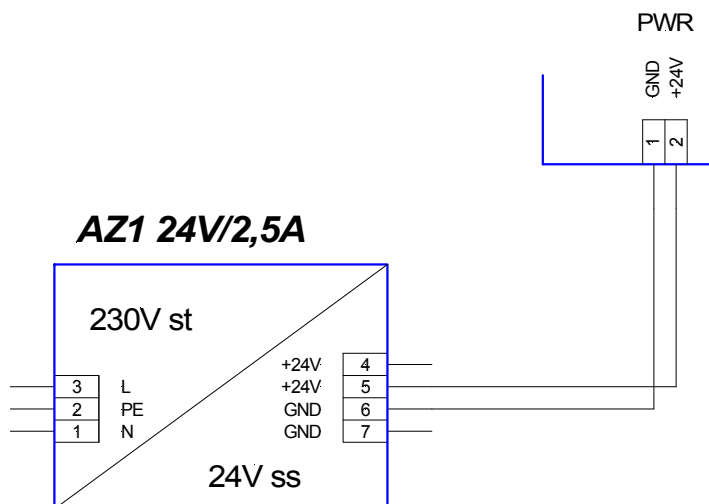 PWR
GND
+24V
1
2
AZ1 24V/2,5A
230V st
+24V 4
3 L +24V 5
2 PE GND 6
1 N GND 7
24V ss